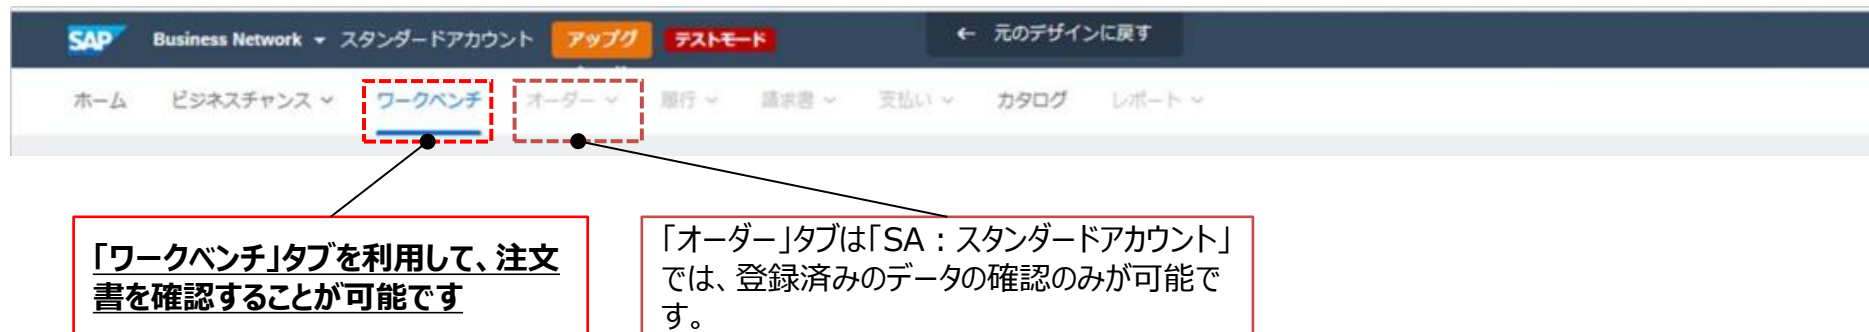 SAP Business Network スタンダードアカウント アップグ テストモード ← 元のデザインに戻す
ホーム ビジネスチャンス ワークベンチ オーダー 履行 請求書 支払い カタログ レポート
「ワークベンチ」タブを利用して、注文
書を確認することが可能です
「オーダー」タブは「SA：スタンダードアカウント」
では、登録済みのデータの確認のみが可能で
す。